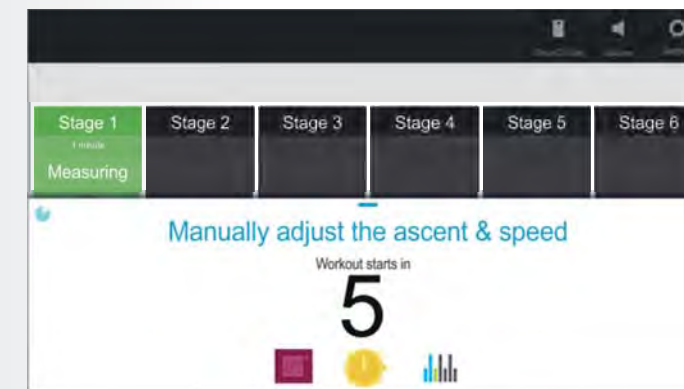 Stage 1
Stage 2
Stage 3
Stage 4
Stage 5
Stage 6
1 minute
Measuring
Manually adjust the ascent & speed
Workout starts in
5